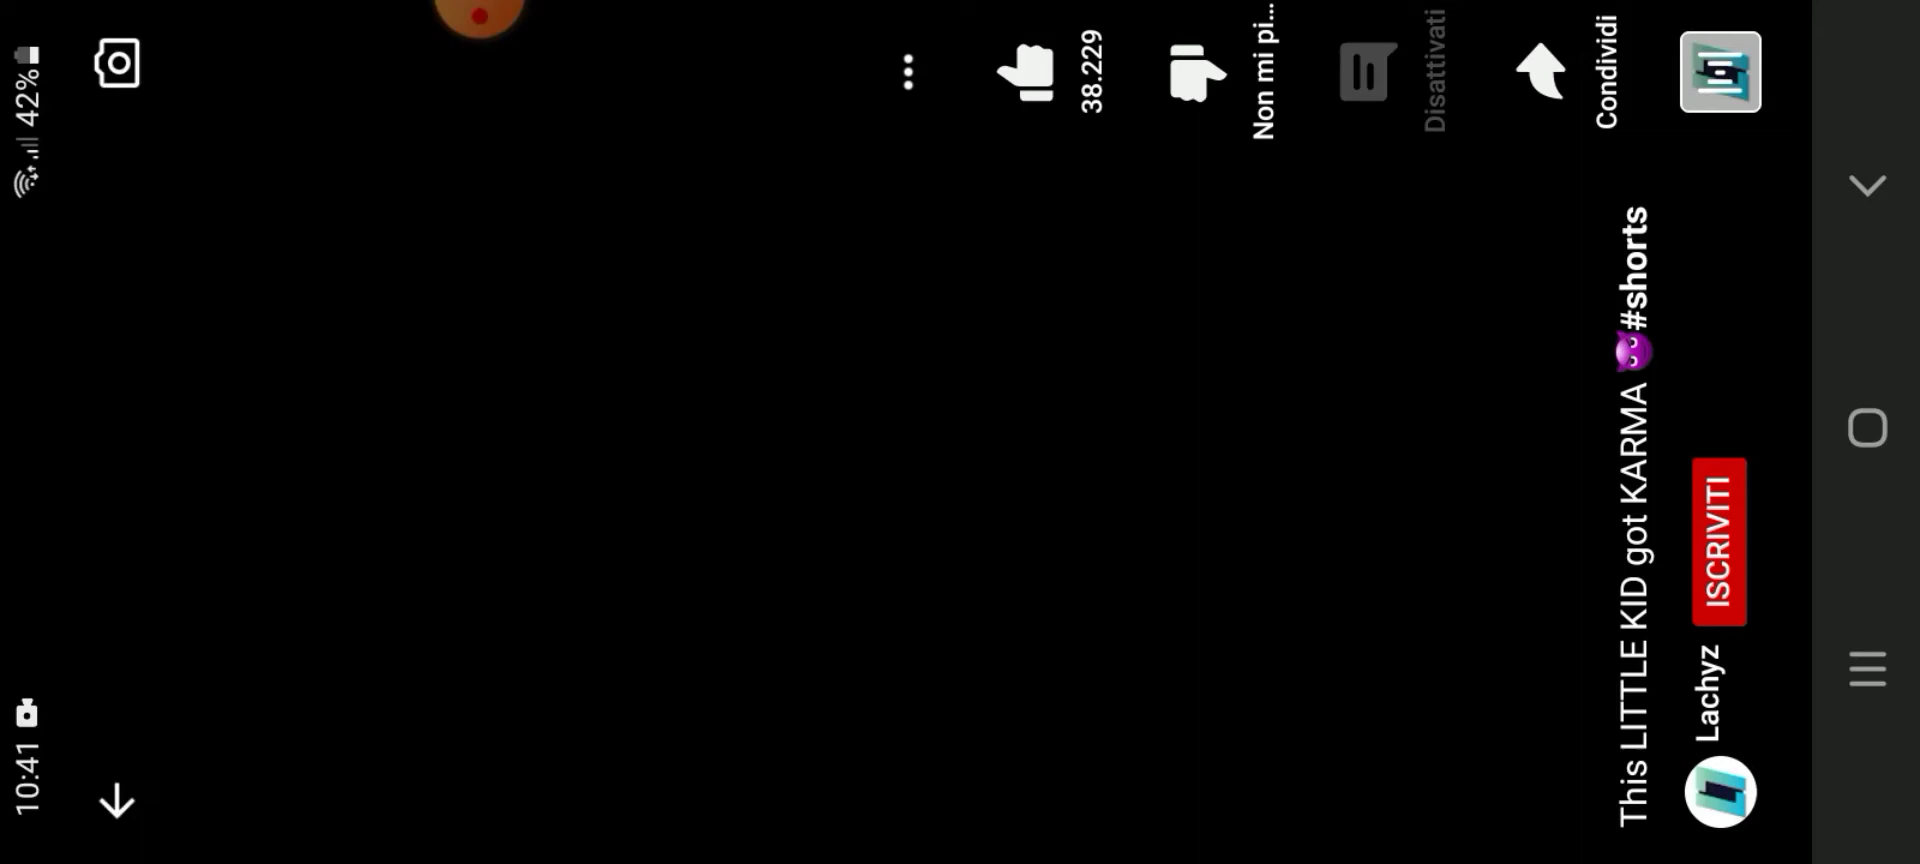 10:41
42%
38.229
Non mi pi...
Disattivati
Condividi
This LITTLE KID got KARMA 😈#shorts
Lachyz
ISCRIVITI